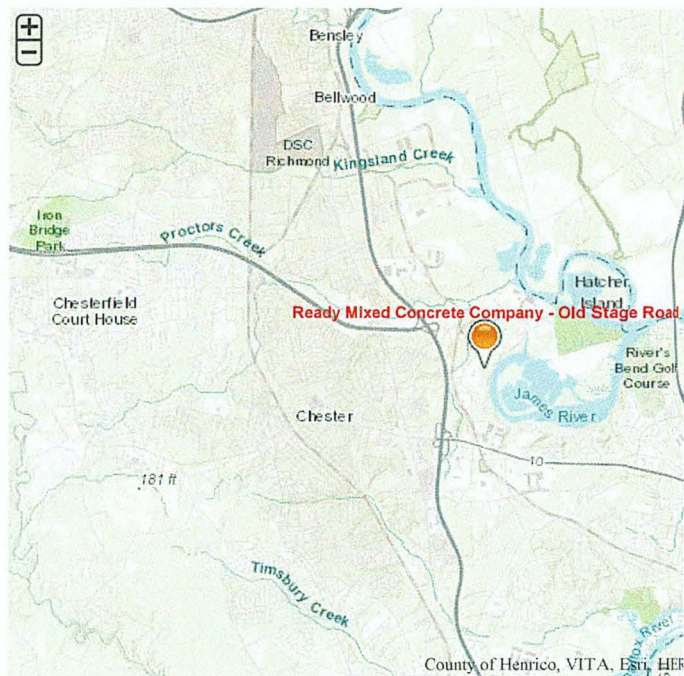 +
−
Bensley
Bellwood
DSC
Richmond
Kingsland Creek
Iron
Bridge
Park
Proctors Creek
Hatcher
Island
Chesterfield
Court House
Ready Mixed Concrete Company - Old Stage Road
River's
Bend Golf
Course
James River
Chester
10
181 ft
Timsbury Creek
River
County of Henrico, VITA, Esri, HER